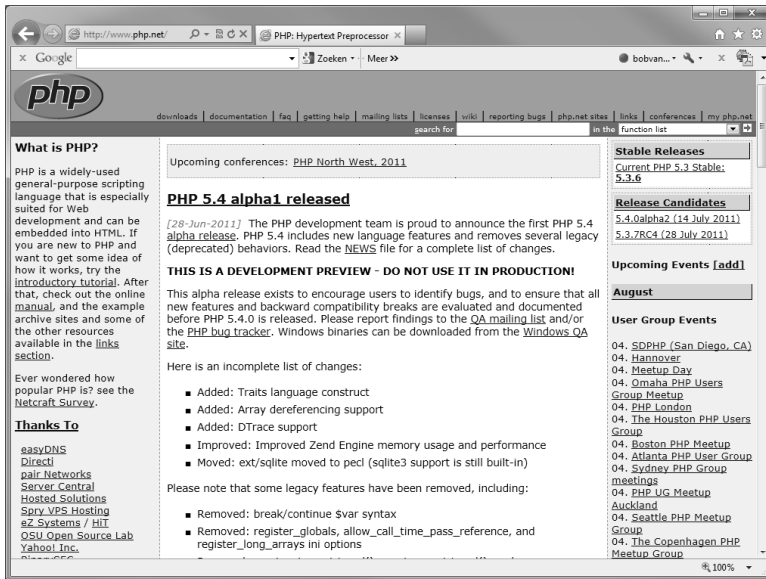 http://www.php.net/
PHP: Hypertext Preprocessor
x Google
Zoeken
Meer >>
bobvan...
php
downloads | documentation | faq | getting help | mailing lists | licenses | wiki | reporting bugs | php.net sites | links | conferences | my php.net
search for in the function list
What is PHP?
PHP is a widely-used
general-purpose scripting
language that is especially
suited for Web
development and can be
embedded into HTML. If
you are new to PHP and
want to get some idea of
how it works, try the
introductory tutorial. After
that, check out the online
manual, and the example
archive sites and some of
the other resources
available in the links
section.
Ever wondered how
popular PHP is? see the
Netcraft Survey.
Thanks To
easyDNS
Directi
pair Networks
Server Central
Hosted Solutions
Spry VPS Hosting
eZ Systems / HiT
OSU Open Source Lab
Yahoo! Inc.
BinarySEC
Upcoming conferences: PHP North West, 2011
PHP 5.4 alpha1 released
[28-Jun-2011] The PHP development team is proud to announce the first PHP 5.4
alpha release. PHP 5.4 includes new language features and removes several legacy
(deprecated) behaviors. Read the NEWS file for a complete list of changes.
THIS IS A DEVELOPMENT PREVIEW - DO NOT USE IT IN PRODUCTION!
This alpha release exists to encourage users to identify bugs, and to ensure that all
new features and backward compatibility breaks are evaluated and documented
before PHP 5.4.0 is released. Please report findings to the QA mailing list and/or
the PHP bug tracker. Windows binaries can be downloaded from the Windows QA
site.
Here is an incomplete list of changes:
▪ Added: Traits language construct
▪ Added: Array dereferencing support
▪ Added: DTrace support
▪ Improved: Improved Zend Engine memory usage and performance
▪ Moved: ext/sqlite moved to pecl (sqlite3 support is still built-in)
Please note that some legacy features have been removed, including:
▪ Removed: break/continue $var syntax
▪ Removed: register_globals, allow_call_time_pass_reference, and
register_long_arrays ini options
Stable Releases
Current PHP 5.3 Stable:
5.3.6
Release Candidates
5.4.0alpha2 (14 July 2011)
5.3.7RC4 (28 July 2011)
Upcoming Events [add]
August
User Group Events
04. SDPHP (San Diego, CA)
04. Hannover
04. Meetup Day
04. Omaha PHP Users
Group Meetup
04. PHP London
04. The Houston PHP Users
Group
04. Boston PHP Meetup
04. Atlanta PHP User Group
04. Sydney PHP Group
meetings
04. PHP UG Meetup
Auckland
04. Seattle PHP Meetup
Group
04. The Copenhagen PHP
Meetup Group
100%